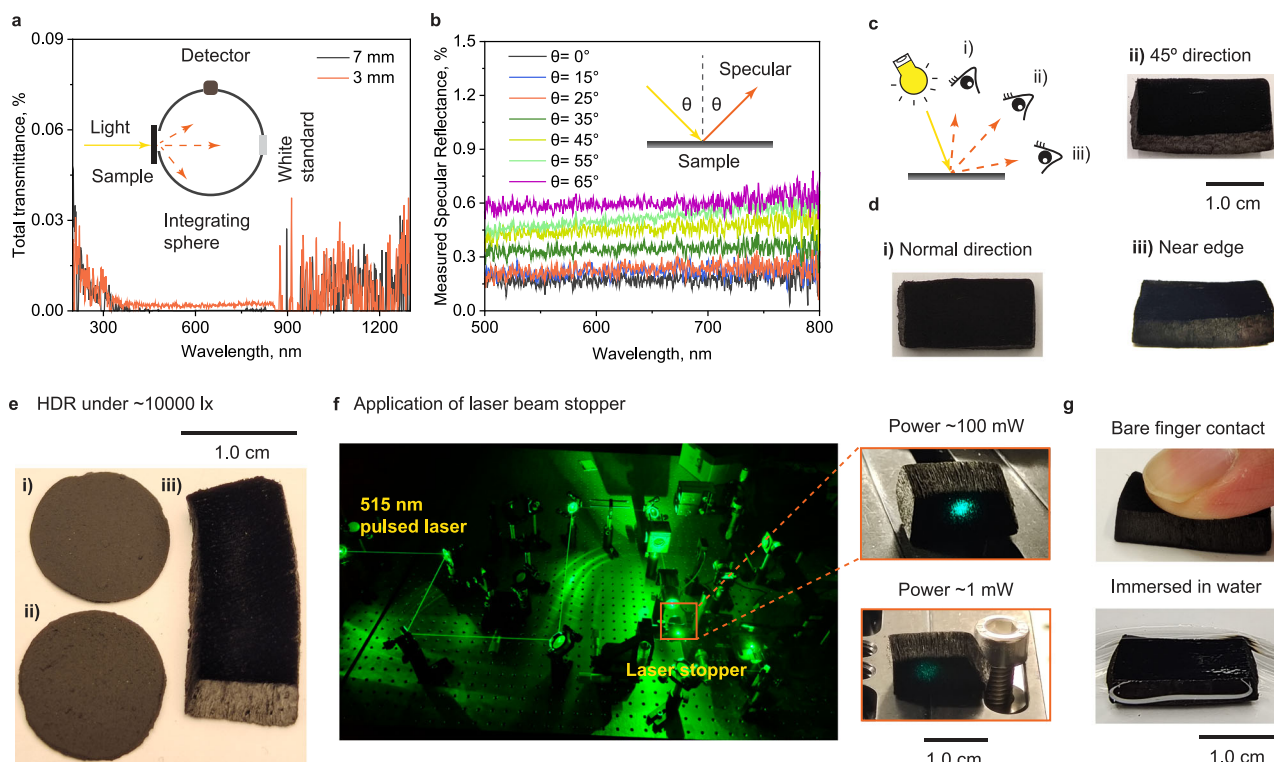 a
0.09
0.06
0.03
0.00
Total transmittance, %
300
600
900
1200
Wavelength, nm
7 mm
3 mm
Detector
Light
Sample
White
standard
Integrating
sphere
b
1.5
1.2
0.9
0.6
0.3
0.0
Measured Specular Reflectance, %
500
600
700
800
Wavelength, nm
θ= 0°
θ= 15°
θ= 25°
θ= 35°
θ= 45°
θ= 55°
θ= 65°
Specular
θ θ
Sample
c
i)
ii)
iii)
ii) 45º direction
1.0 cm
d
i) Normal direction
iii) Near edge
e HDR under ~10000 lx
1.0 cm
i)
ii)
iii)
f Application of laser beam stopper
515 nm
pulsed laser
Laser stopper
Power ~100 mW
Power ~1 mW
1.0 cm
g
Bare finger contact
Immersed in water
1.0 cm